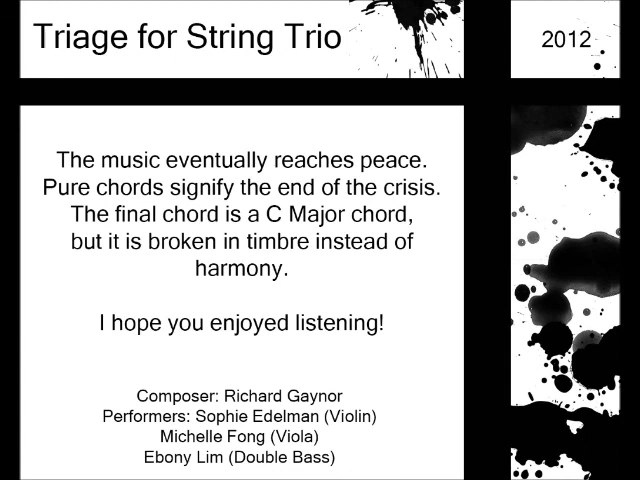 Triage for String Trio
2012
The music eventually reaches peace.
Pure chords signify the end of the crisis.
The final chord is a C Major chord,
but it is broken in timbre instead of
harmony.
I hope you enjoyed listening!
Composer: Richard Gaynor
Performers: Sophie Edelman (Violin)
Michelle Fong (Viola)
Ebony Lim (Double Bass)